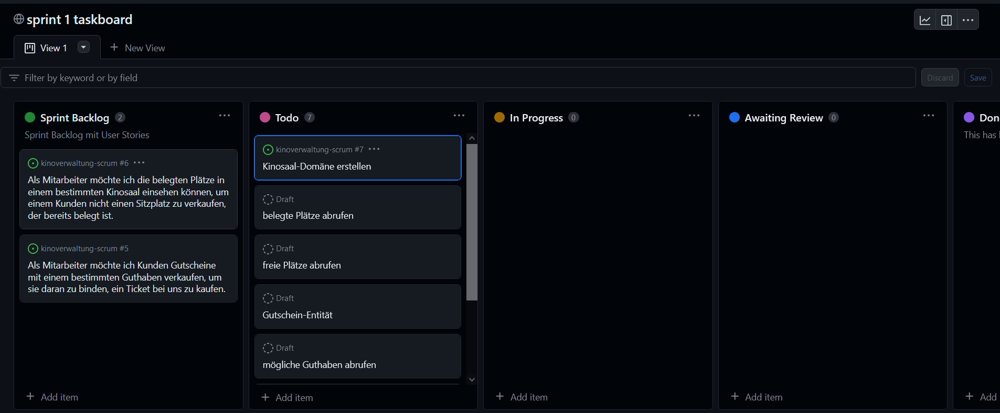 sprint 1 taskboard
View 1
New View
Filter by keyword or by field
Discard
Save
Sprint Backlog 2
Sprint Backlog mit User Stories
kinoverwaltung-scrum #6
Als Mitarbeiter möchte ich die belegten Plätze in
einem bestimmten Kinosaal einsehen können, um
einem Kunden nicht einen Sitzplatz zu verkaufen,
der bereits belegt ist.
kinoverwaltung-scrum #5
Als Mitarbeiter möchte ich Kunden Gutscheine
mit einem bestimmten Guthaben verkaufen, um
sie daran zu binden, ein Ticket bei uns zu kaufen.
Add item
Todo 7
kinoverwaltung-scrum #7
Kinosaal-Domäne erstellen
Draft
belegte Plätze abrufen
Draft
freie Plätze abrufen
Draft
Gutschein-Entität
Draft
mögliche Guthaben abrufen
Add item
In Progress 0
Add item
Awaiting Review 0
Add item
Don
This has
Add